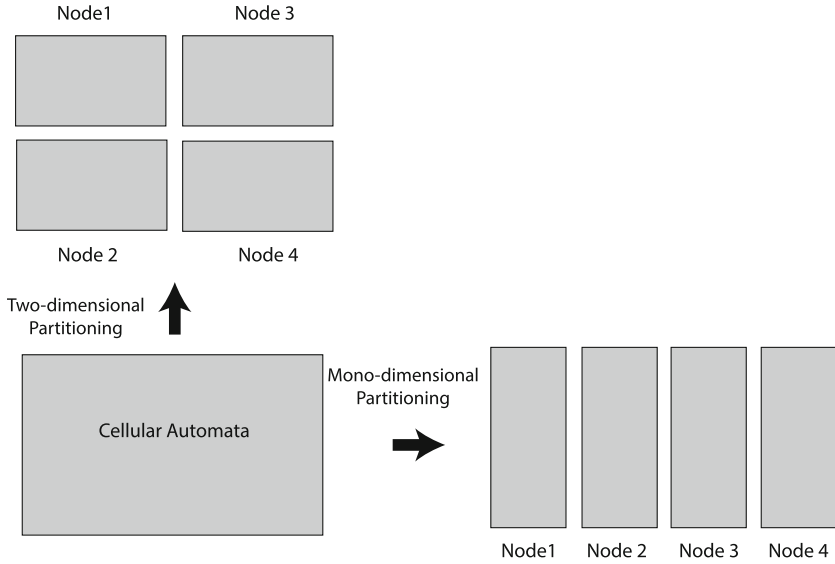 Node1
Node 3
Node 2
Node 4
Two-dimensional
Partitioning
Cellular Automata
Mono-dimensional
Partitioning
Node1
Node 2
Node 3
Node 4